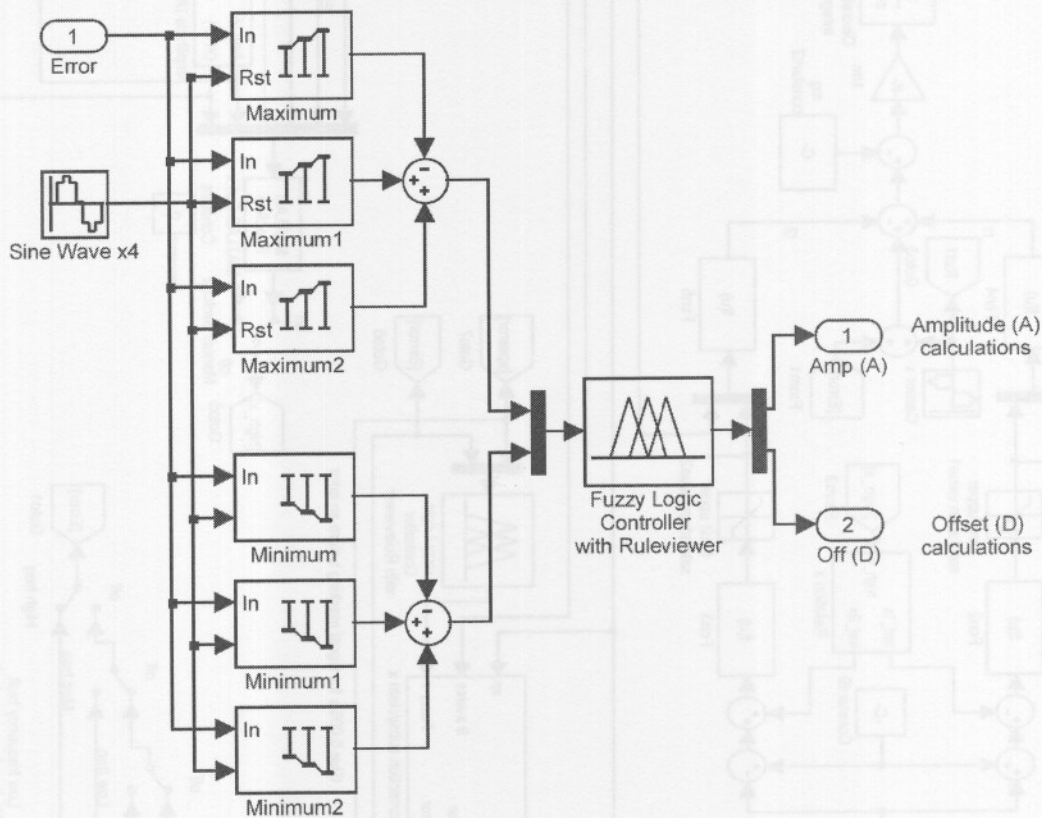 1
Error
In
Rst
Maximum
In
Rst
Maximum1
Sine Wave x4
In
Rst
Maximum2
In
Minimum
In
Minimum1
In
Minimum2
Fuzzy Logic
Controller
with Ruleviewer
1
Amp (A)
Amplitude (A)
calculations
2
Off (D)
Offset (D)
calculations